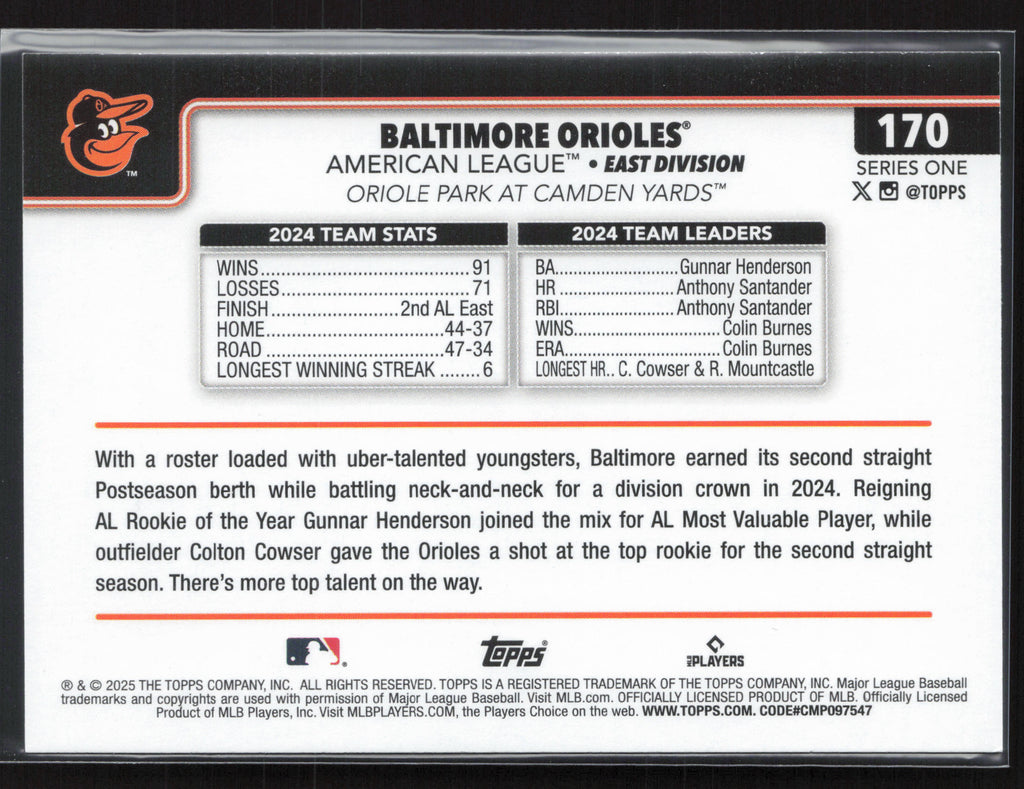 BALTIMORE ORIOLES®
AMERICAN LEAGUE™ • EAST DIVISION
ORIOLE PARK AT CAMDEN YARDS™
170
SERIES ONE
@TOPPS
TM
2024 TEAM STATS
WINS..................................................91
LOSSES.............................................71
FINISH..........................2nd AL East
HOME..........................................44-37
ROAD ..........................................47-34
LONGEST WINNING STREAK ........6
2024 TEAM LEADERS
BA............................Gunnar Henderson
HR ..........................Anthony Santander
RBI..........................Anthony Santander
WINS...................................Colin Burnes
ERA.....................................Colin Burnes
LONGEST HR.. C. Cowser & R. Mountcastle
With a roster loaded with uber-talented youngsters, Baltimore earned its second straight
Postseason berth while battling neck-and-neck for a division crown in 2024. Reigning
AL Rookie of the Year Gunnar Henderson joined the mix for AL Most Valuable Player, while
outfielder Colton Cowser gave the Orioles a shot at the top rookie for the second straight
season. There's more top talent on the way.
Topps®
MLB PLAYERS
® & © 2025 THE TOPPS COMPANY, INC. ALL RIGHTS RESERVED. TOPPS IS A REGISTERED TRADEMARK OF THE TOPPS COMPANY, INC. Major League Baseball
trademarks and copyrights are used with permission of Major League Baseball. Visit MLB.com. OFFICIALLY LICENSED PRODUCT OF MLB. Officially Licensed
Product of MLB Players, Inc. Visit MLBPLAYERS.COM, the Players Choice on the web. WWW.TOPPS.COM. CODE#CMP097547